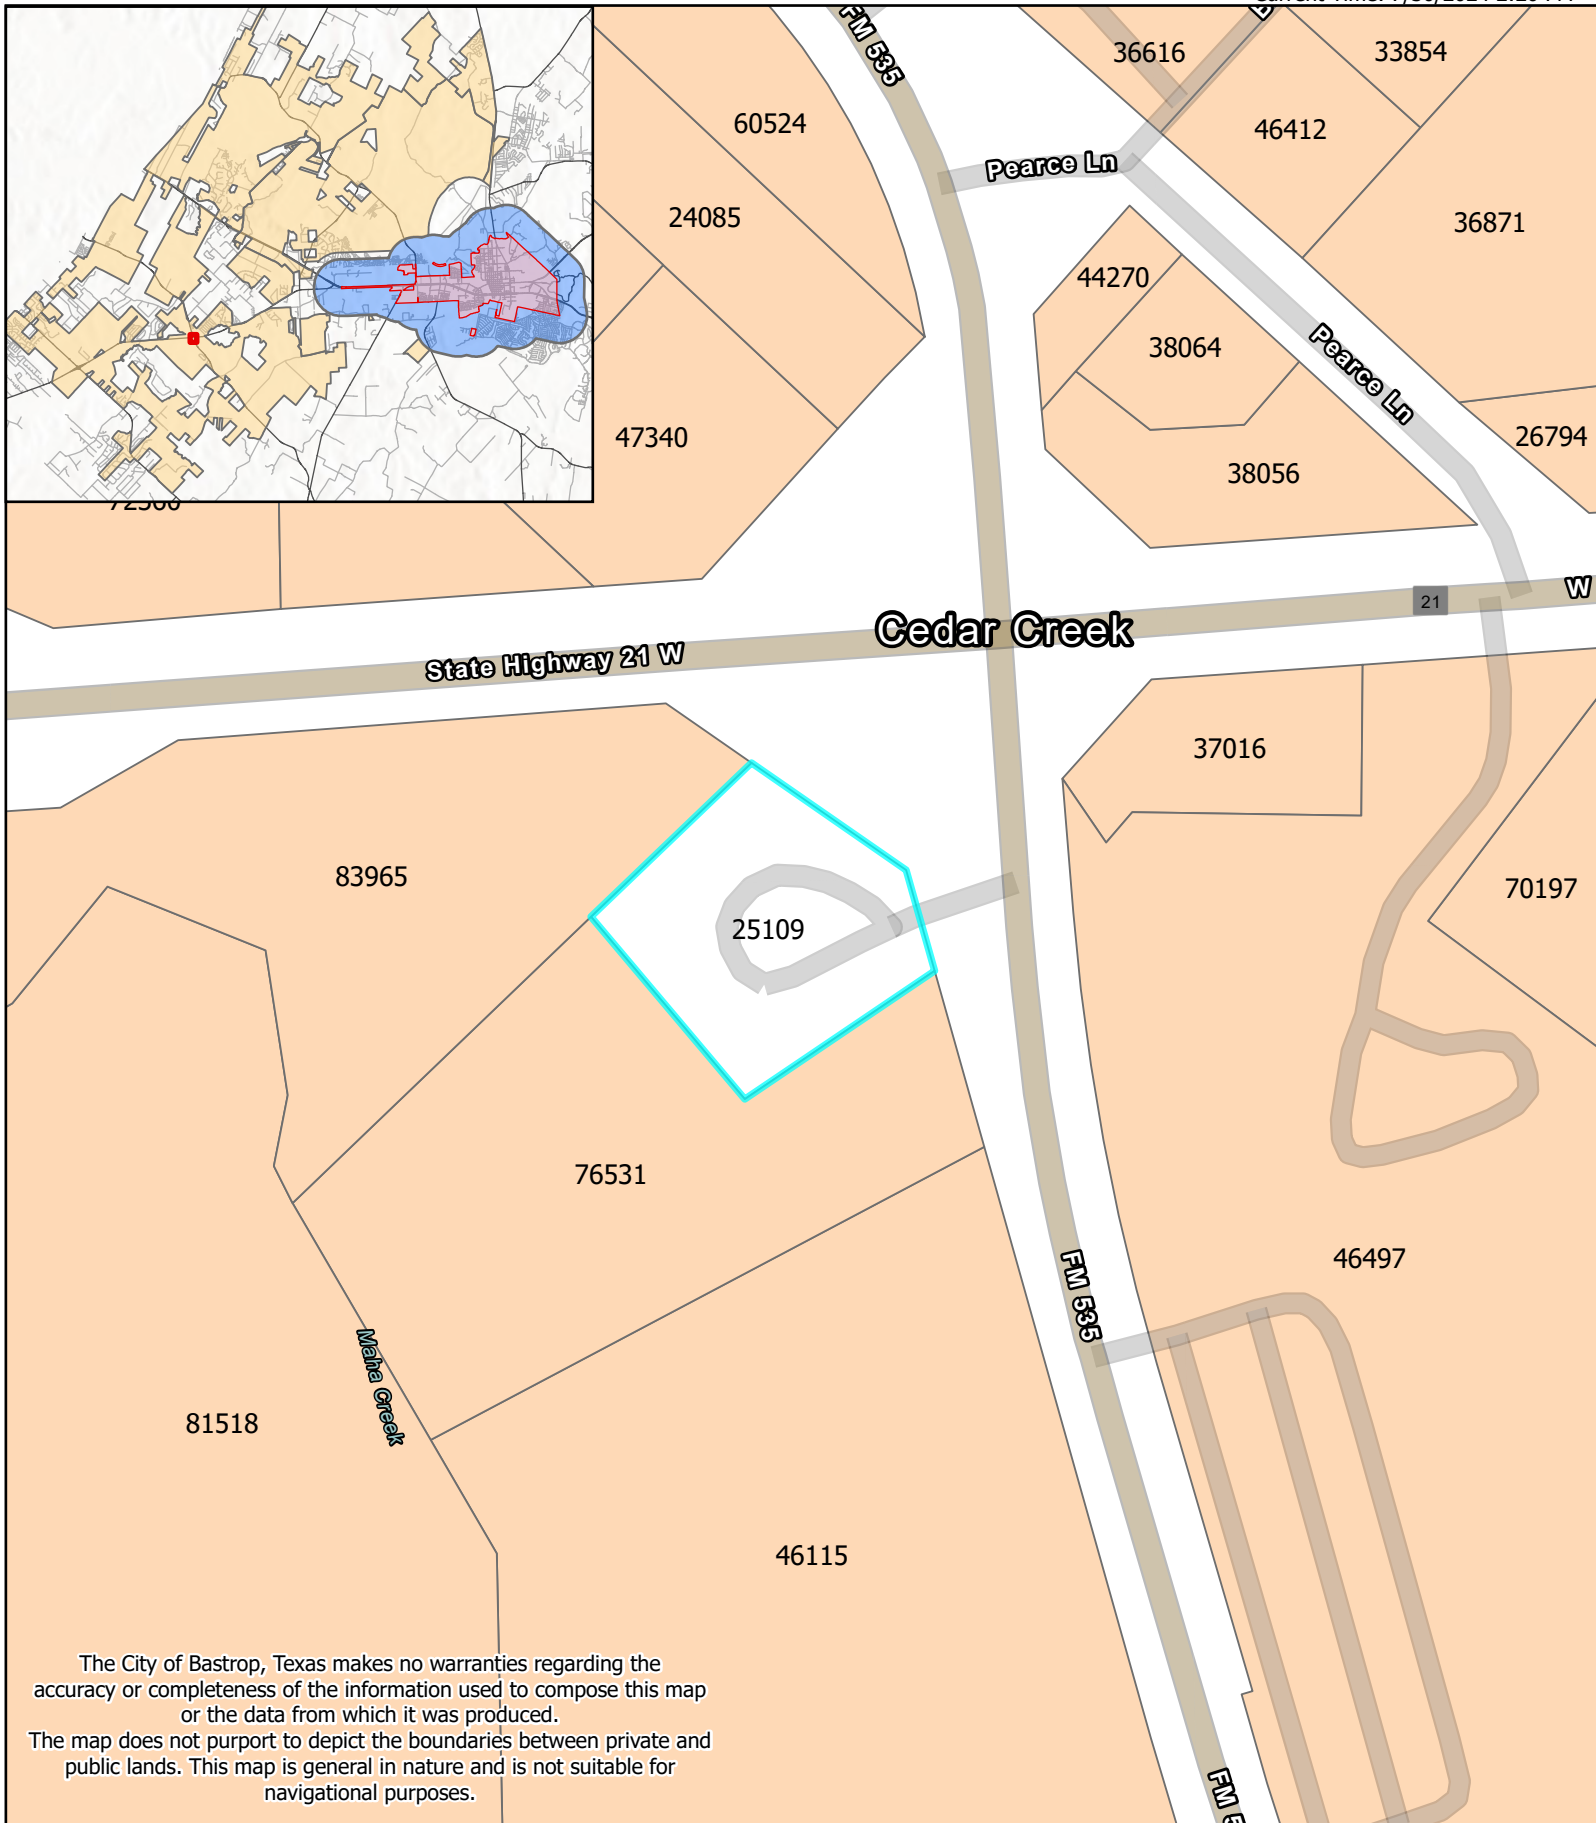 FM 535
36616
33854
60524
46412
Pearce Ln
24085
36871
44270
Pearce Ln
38064
47340
26794
38056
W
21
Cedar Creek
State Highway 21 W
37016
83965
70197
25109
76531
46497
FM 535
Maha Creek
81518
46115
The City of Bastrop, Texas makes no warranties regarding the
accuracy or completeness of the information used to compose this map
or the data from which it was produced.
The map does not purport to depict the boundaries between private and
public lands. This map is general in nature and is not suitable for
navigational purposes.
FM 5